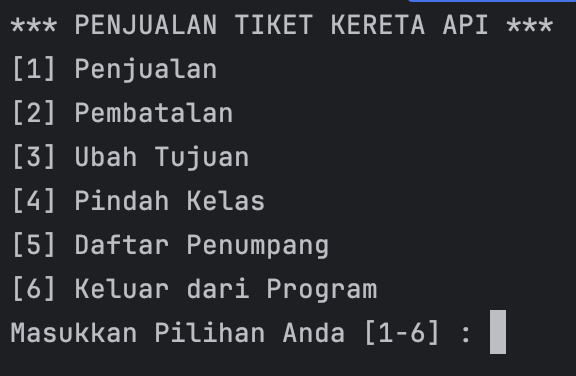 *** PENJUALAN TIKET KERETA API ***
[1] Penjualan
[2] Pembatalan
[3] Ubah Tujuan
[4] Pindah Kelas
[5] Daftar Penumpang
[6] Keluar dari Program
Masukkan Pilihan Anda [1-6] :